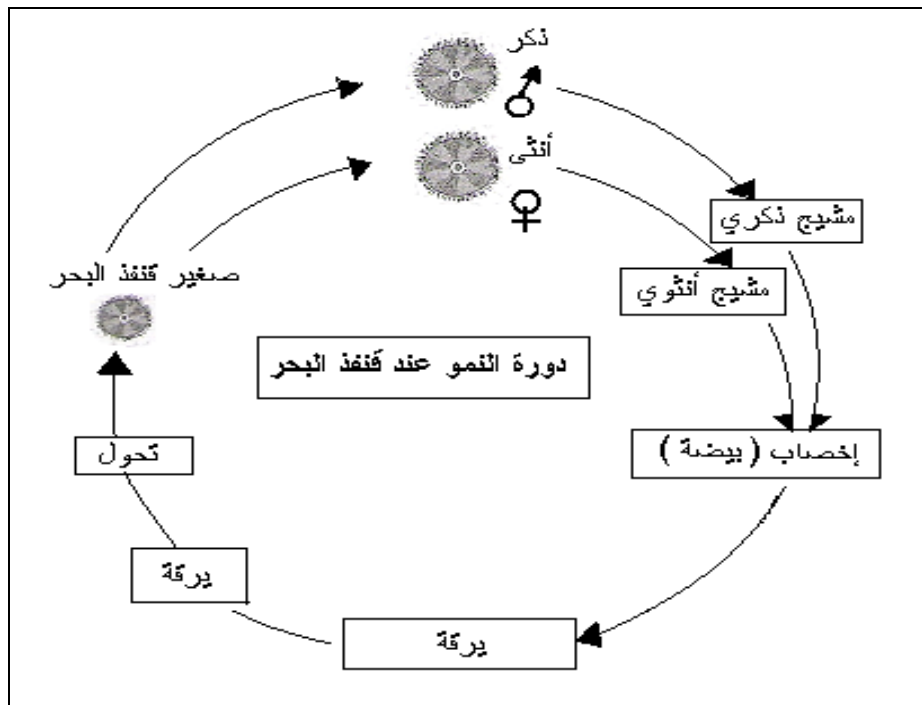 ذكر
أنثى
مشيج ذكري
مشيج أنثوي
صغير قنفذ البحر
دورة النمو عند قنفذ البحر
إخصاب ( بيضة )
تحول
يرقة
يرقة